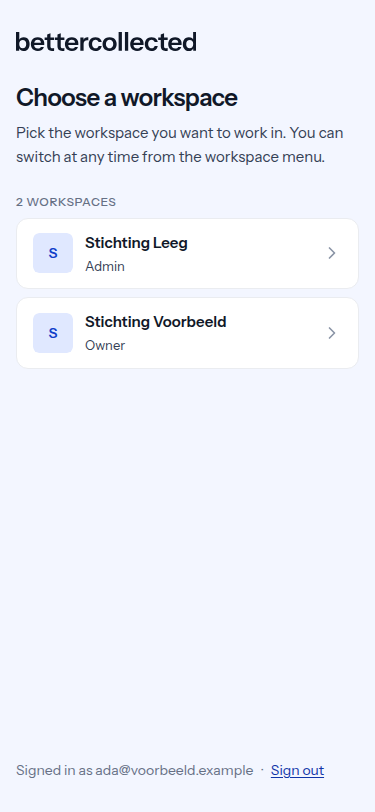 bettercollected
Choose a workspace
Pick the workspace you want to work in. You can
switch at any time from the workspace menu.
2 WORKSPACES
S
Stichting Leeg
Admin
S
Stichting Voorbeeld
Owner
Signed in as ada@voorbeeld.example · Sign out